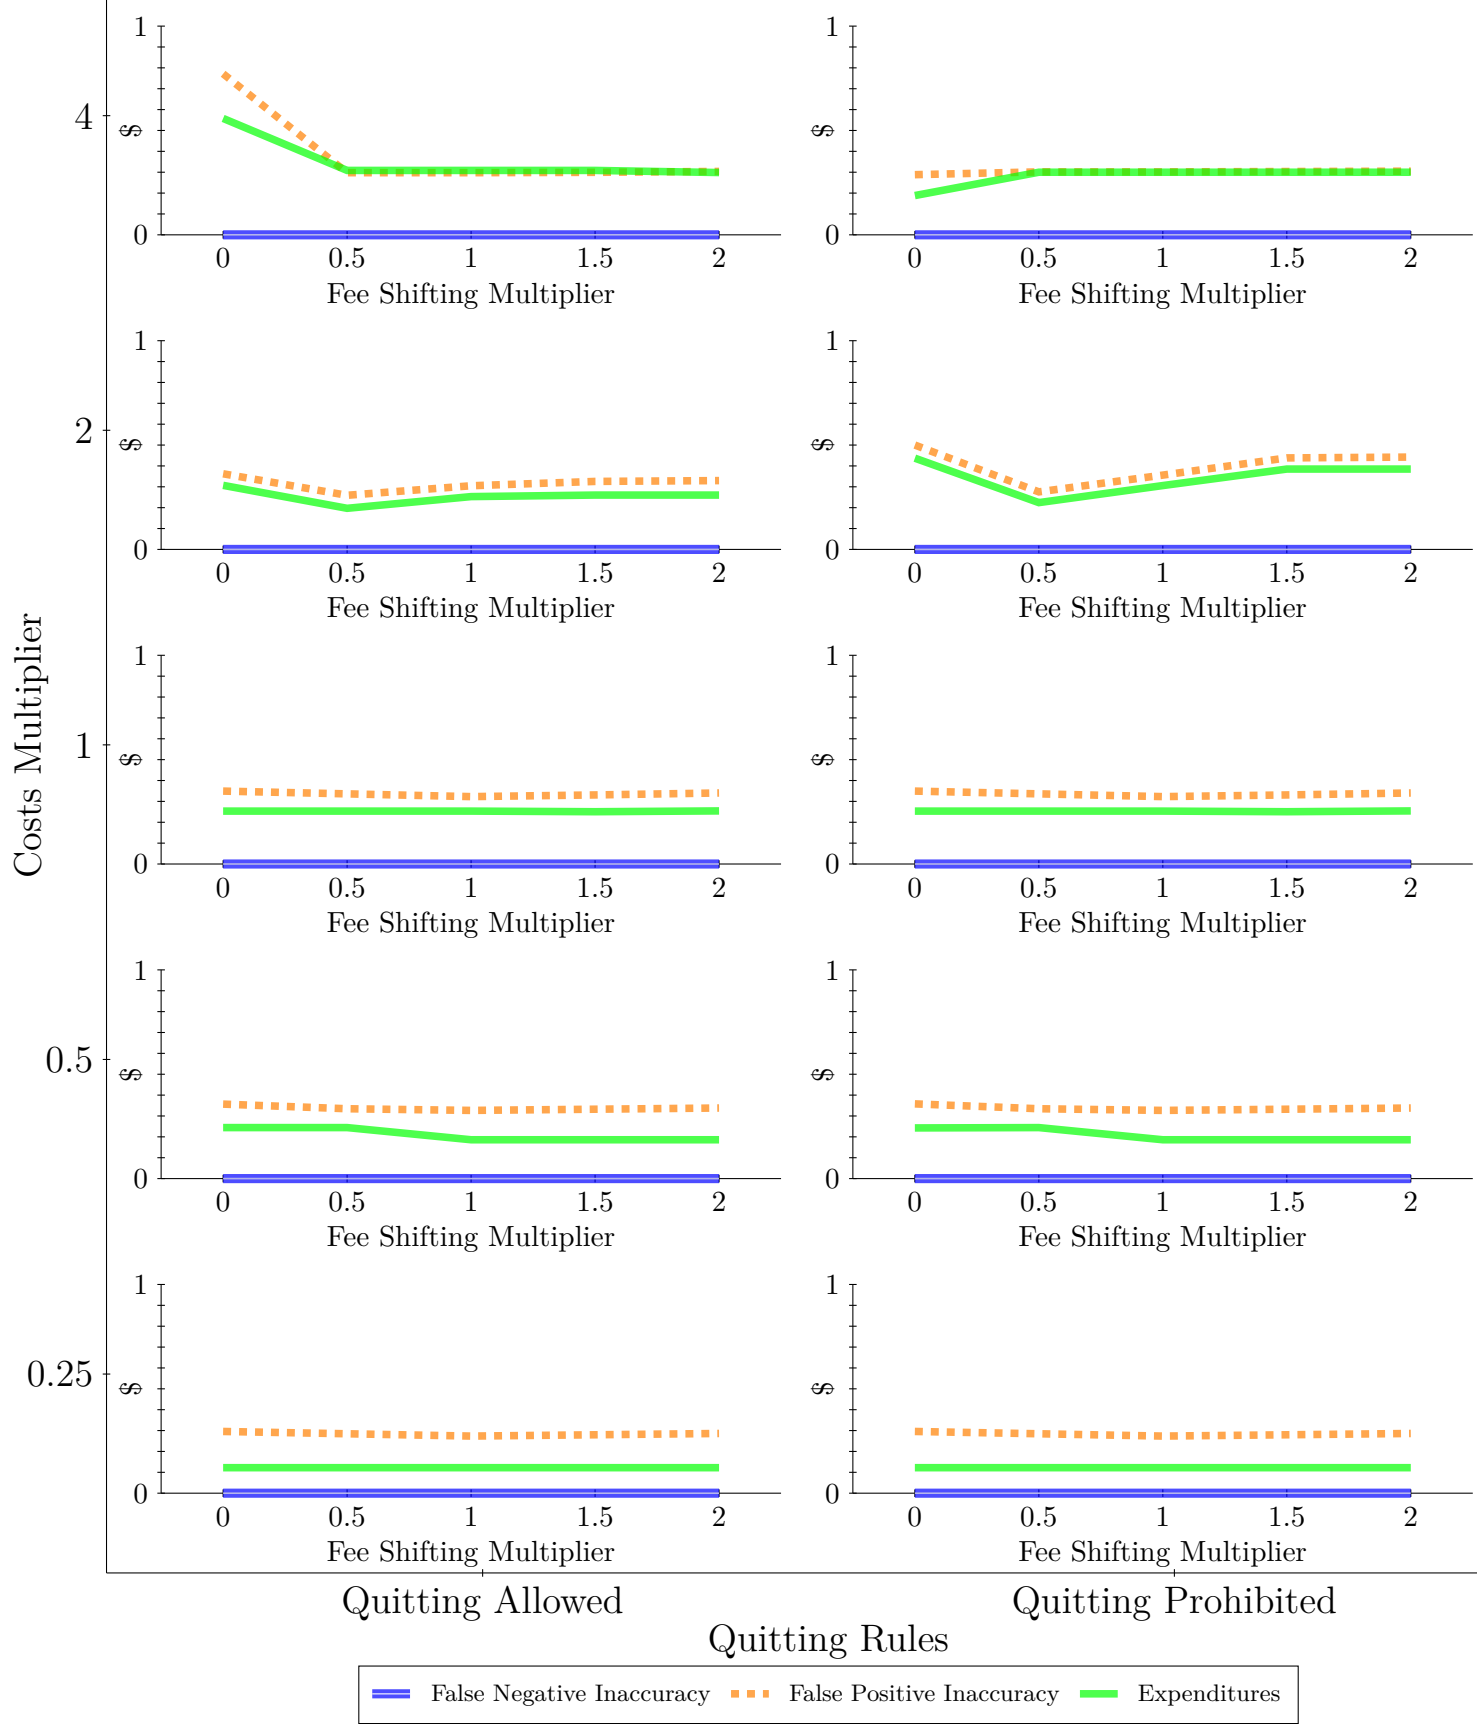 Costs Multiplier
4
1
$
0
0 0.5 1 1.5 2
Fee Shifting Multiplier
1
$
0
0 0.5 1 1.5 2
Fee Shifting Multiplier
2
1
$
0
0 0.5 1 1.5 2
Fee Shifting Multiplier
1
$
0
0 0.5 1 1.5 2
Fee Shifting Multiplier
1
1
$
0
0 0.5 1 1.5 2
Fee Shifting Multiplier
1
$
0
0 0.5 1 1.5 2
Fee Shifting Multiplier
0.5
1
$
0
0 0.5 1 1.5 2
Fee Shifting Multiplier
1
$
0
0 0.5 1 1.5 2
Fee Shifting Multiplier
0.25
1
$
0
0 0.5 1 1.5 2
Fee Shifting Multiplier
1
$
0
0 0.5 1 1.5 2
Fee Shifting Multiplier
Quitting Allowed Quitting Prohibited
Quitting Rules
False Negative Inaccuracy False Positive Inaccuracy Expenditures